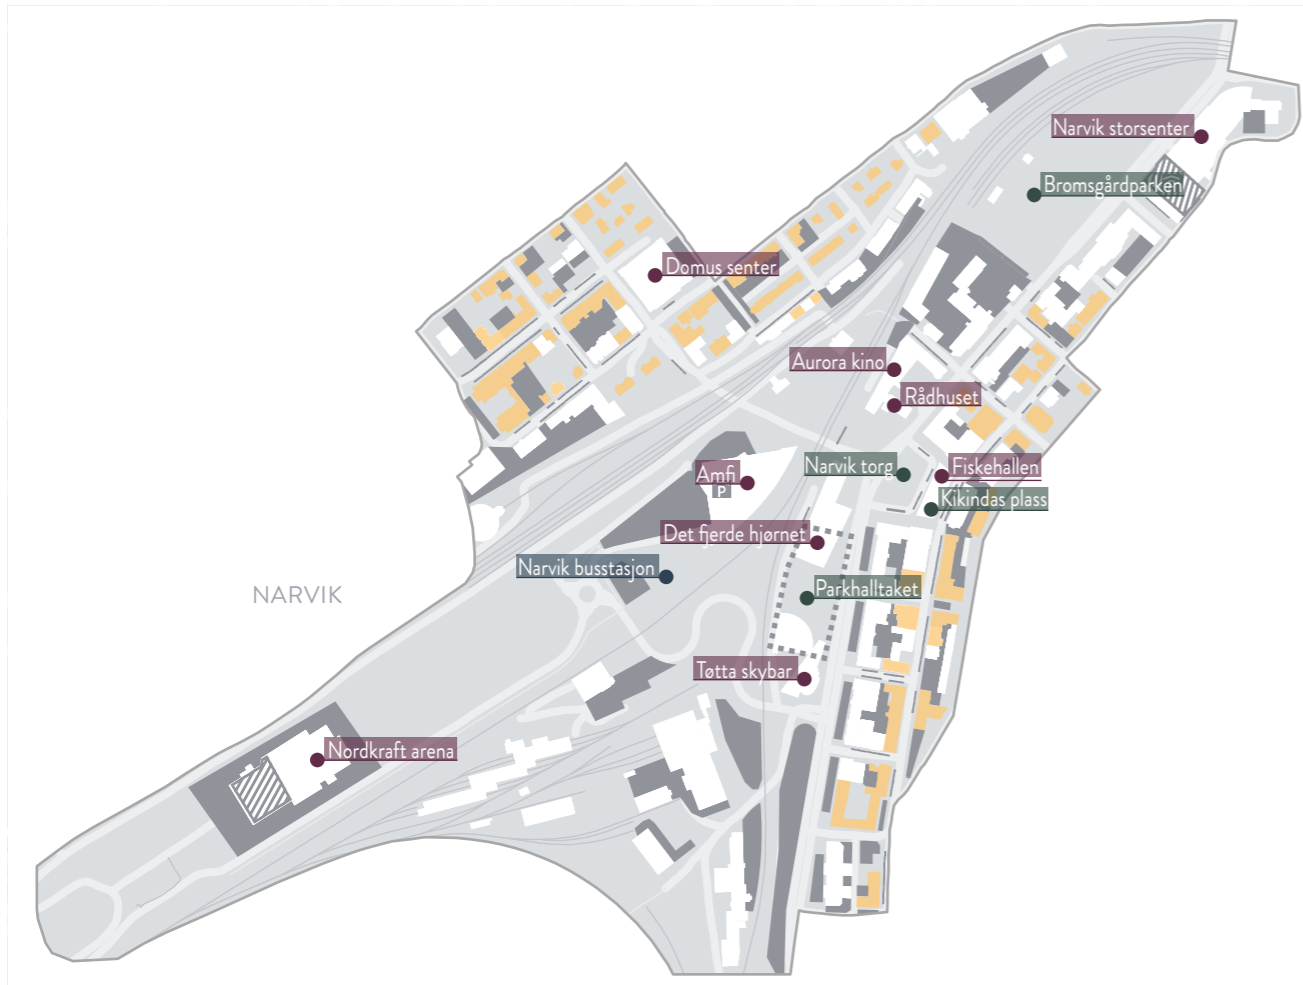 Narvik storsenter
Bromsgårdparken
Domus senter
Aurora kino
Rådhuset
Narvik torg
Fiskehallen
Amfi
P
Kikindas plass
Det fjerde hjørnet
Narvik busstasjon
Parkhalltaket
NARVIK
Tøtta skybar
Nordkraft arena